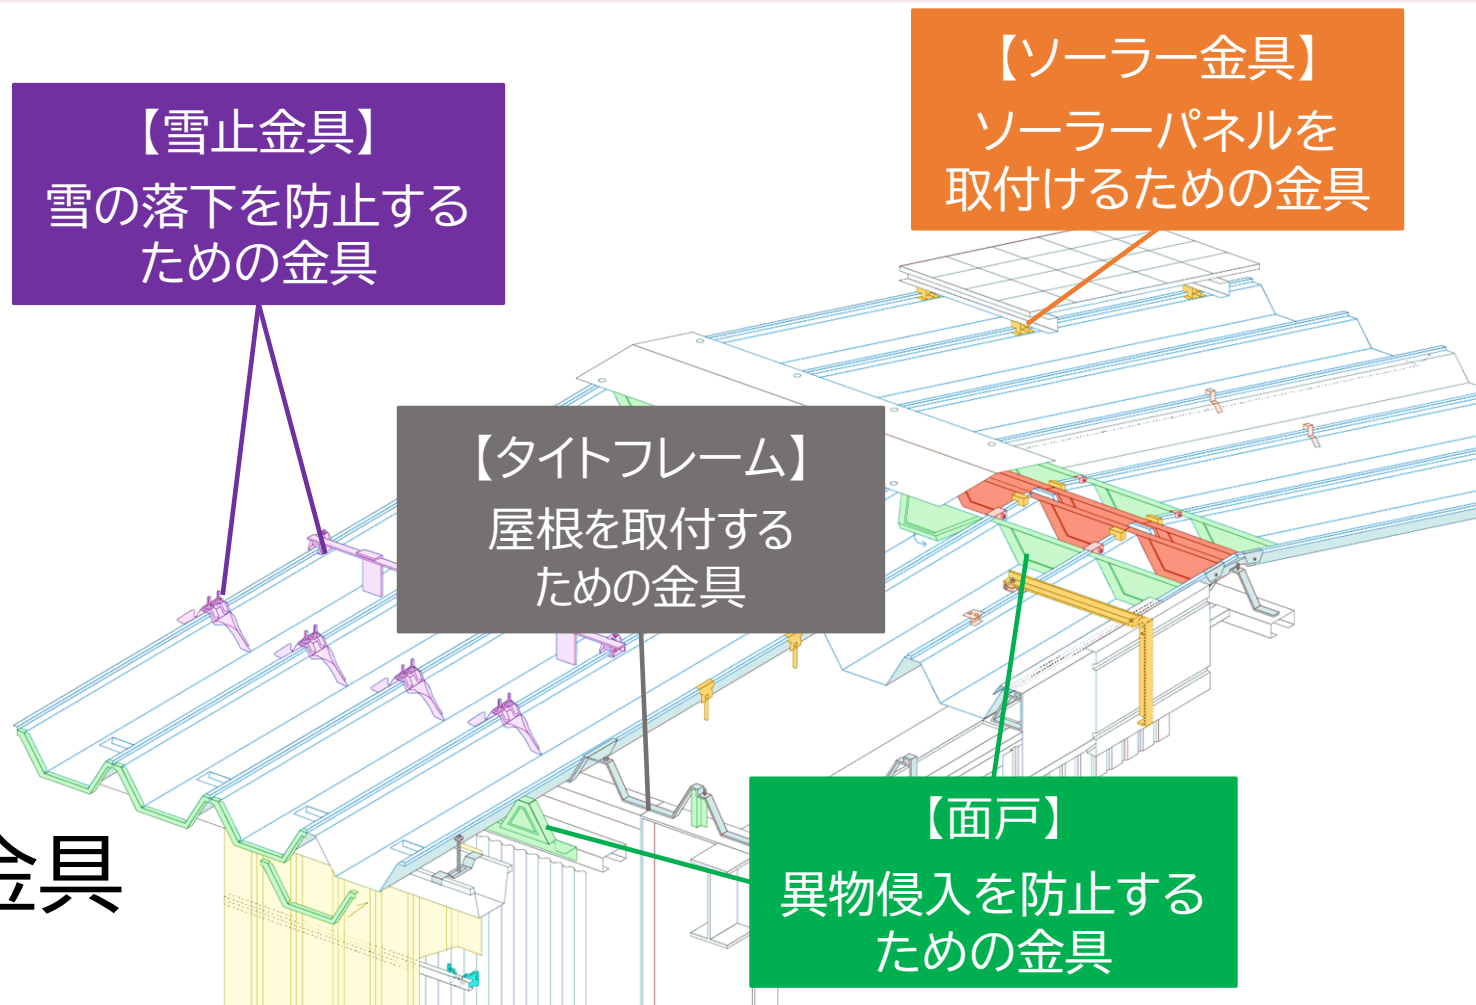 【ソーラー金具】
ソーラーパネルを
取付けるための金具
【雪止金具】
雪の落下を防止する
ための金具
【タイトフレーム】
屋根を取付する
ための金具
【面戸】
異物侵入を防止する
ための金具
金具